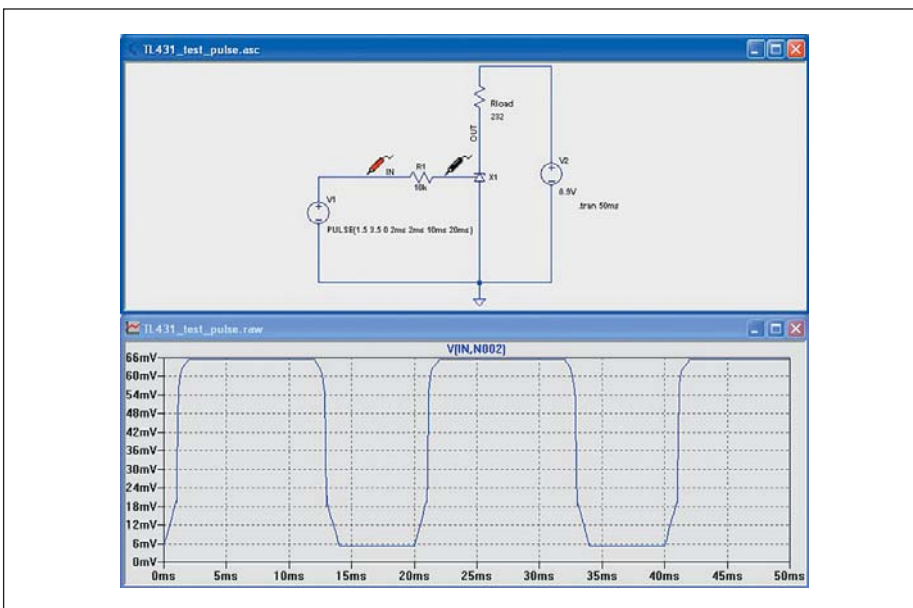 TL431_test_pulse.asc
Rload
232
OUT
IN
R1
10k
X1
V2
V1
.tran 50ms
PULSE(1.5 3.5 0 2ms 2ms 10ms 20ms)
TL431_test_pulse.raw
V(IN,N002)
66mV
60mV
54mV
48mV
42mV
36mV
30mV
24mV
18mV
12mV
6mV
0mV
0ms 5ms 10ms 15ms 20ms 25ms 30ms 35ms 40ms 45ms 50ms